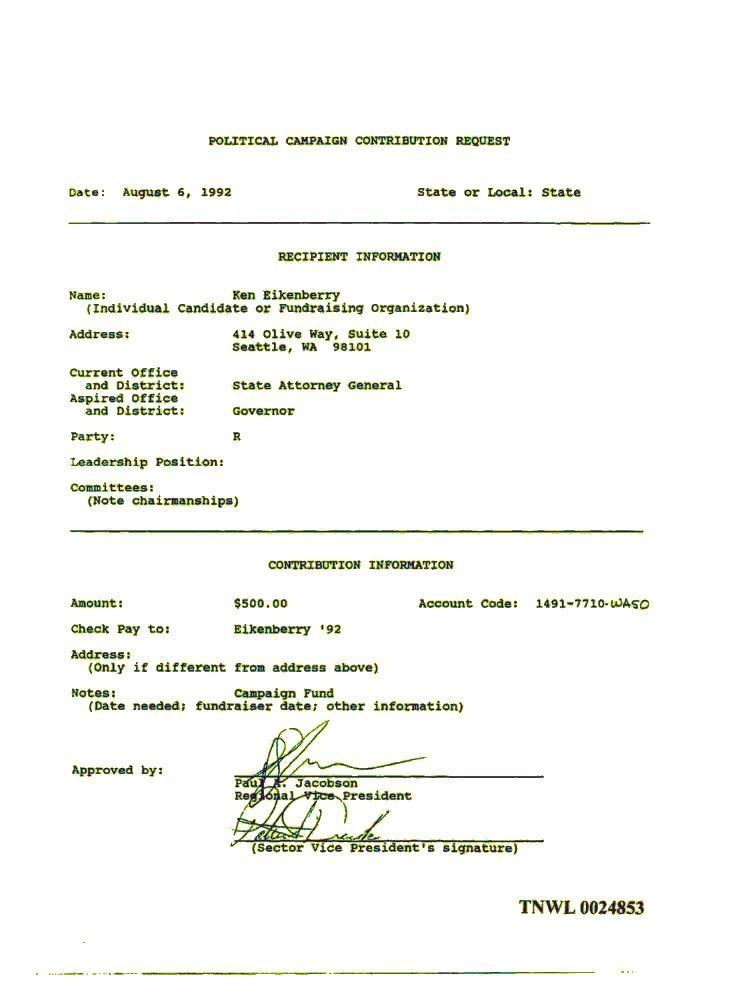 POLITICAL CAMPAIGN CONTRIBUTION REQUEST
Date: August 6, 1992 State or Local: State
RECIPIENT INFORMATION
Name: Ken Eikenberry
(Individual Candidate or Fundraising Organization)
Address: 414 Olive Way, Suite 10
Seattle, WA 98101
Current Office
and District: State Attorney General
Aspired Office
and District: Governor
Party: R
Leadership Position:
Committees:
(Note chairmanships)
CONTRIBUTION INFORMATION
Amount: $500.00 Account Code: 1491-7710-WASO
Check Pay to: Eikenberry '92
Address:
(Only if different from address above)
Notes: Campaign Fund
(Date needed; fundraiser date; other information)
Approved by:
Paul A. Jacobson
Regional Vice President
(Sector Vice President's signature)
TNWL 0024853